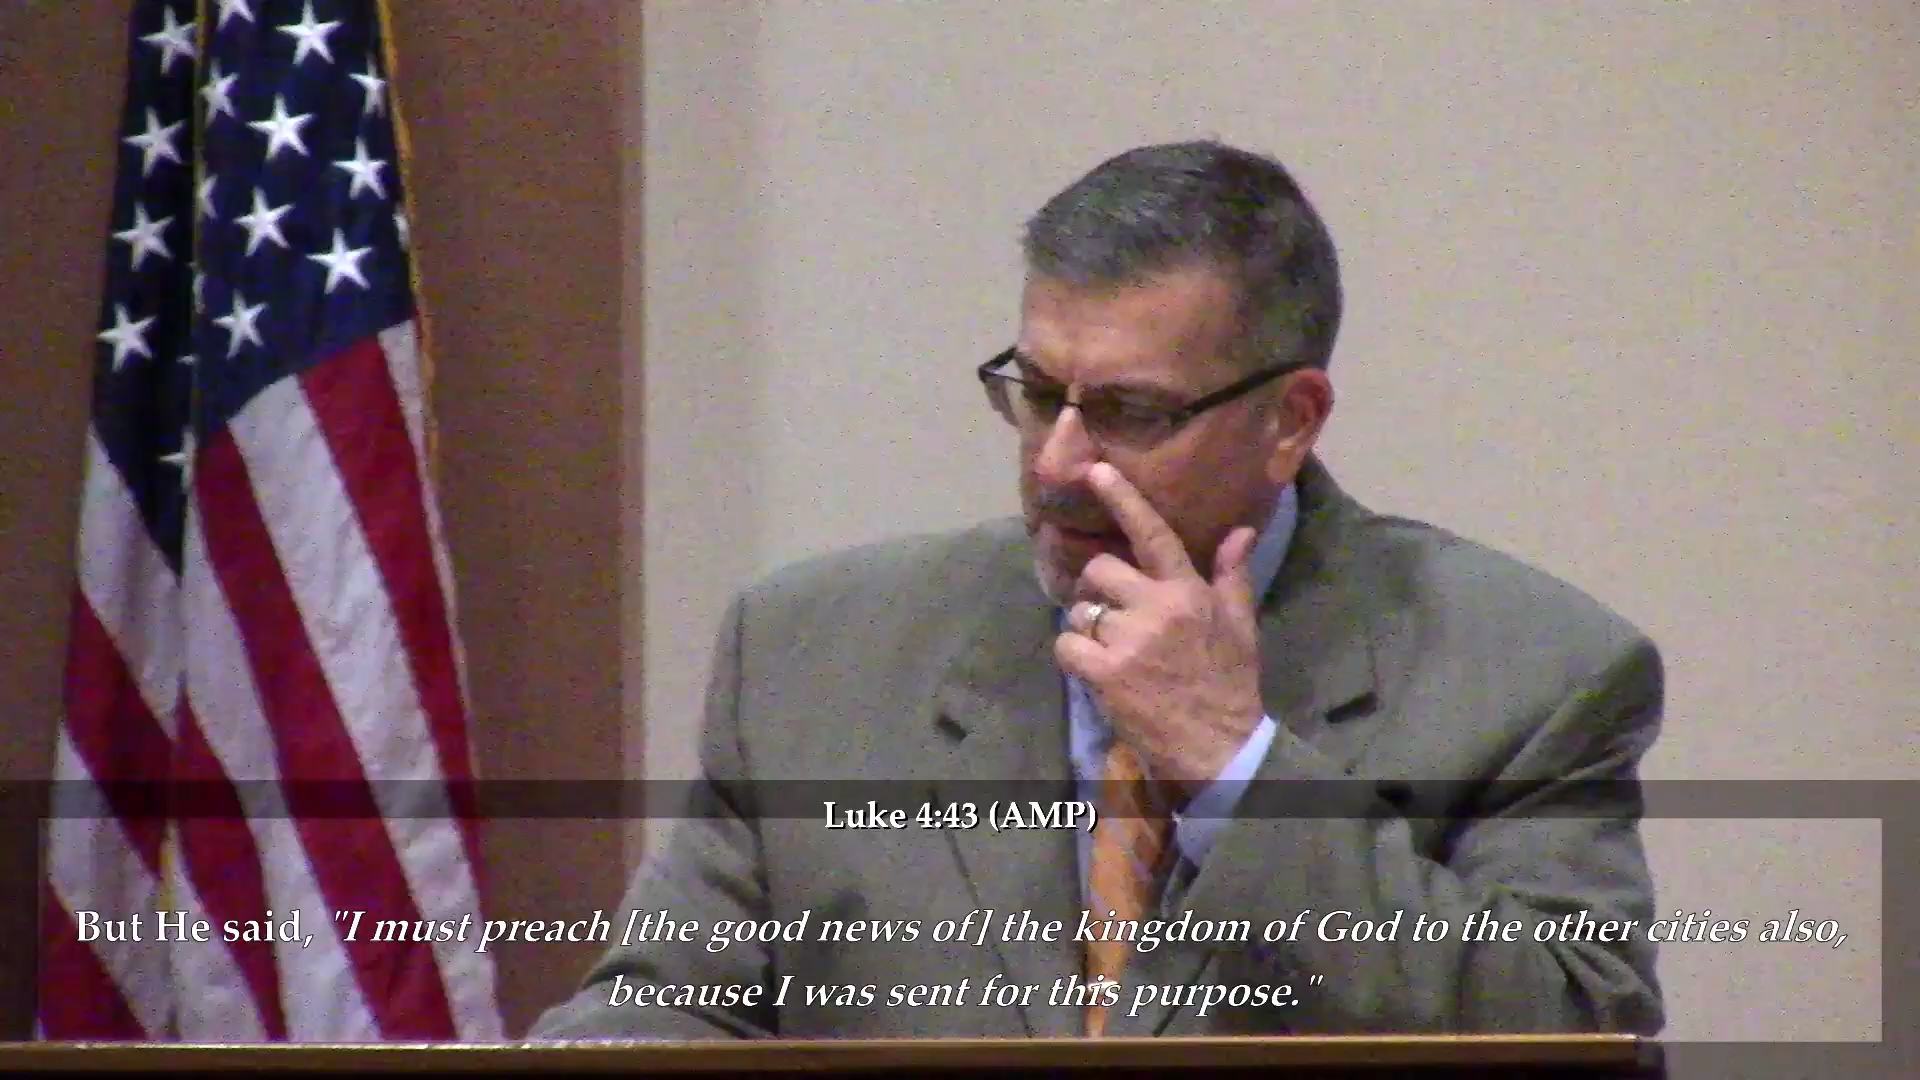 Luke 4:43 (AMP)
But He said, "I must preach [the good news of] the kingdom of God to the other cities also,
because I was sent for this purpose."